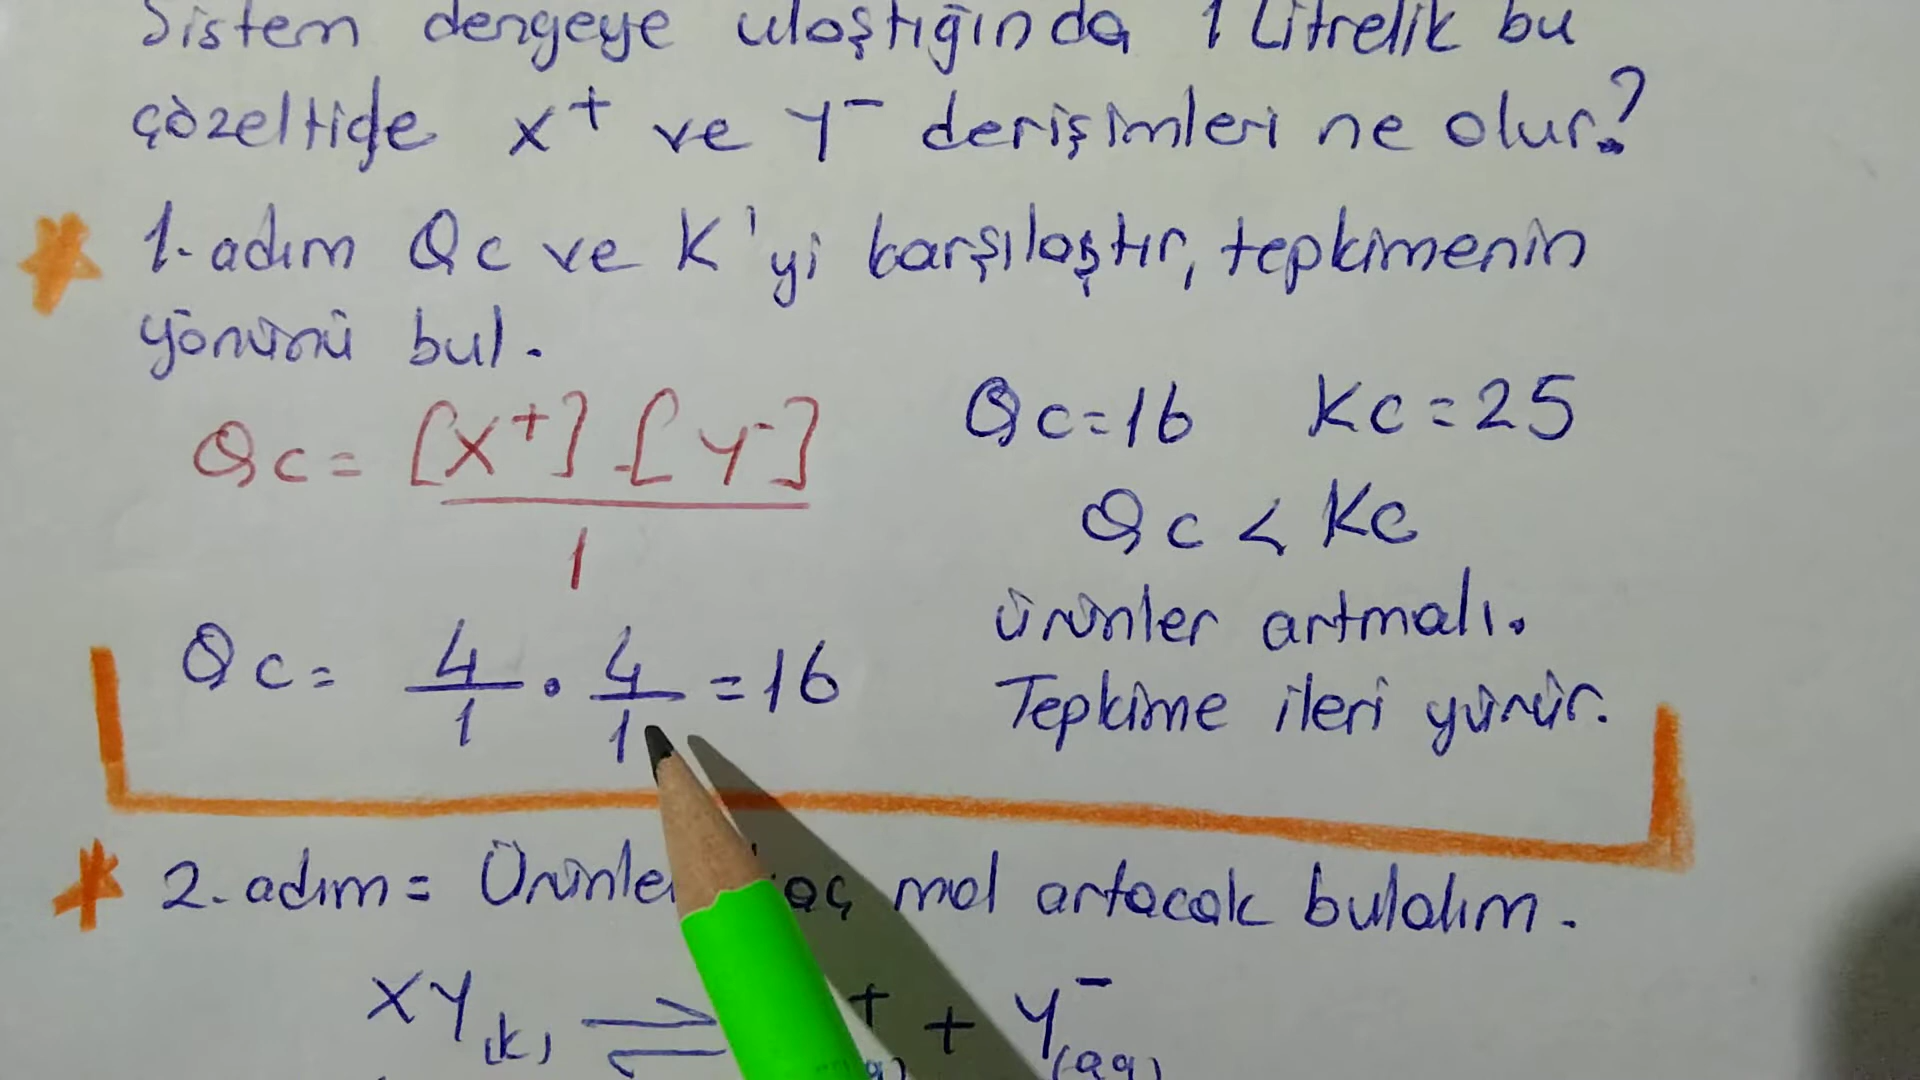 Sistem dengeye ulaştığında 1 Litrelik bu
çözeltide X⁺ ve Y⁻ derişimleri ne olur?
1. adım Qc ve K'yi karşılaştır, tepkimenin
yönünü bul.
Qc = [X⁺].[Y⁻]
1
Qc = 4/1 . 4/1 = 16
Qc=16 Kc=25
Qc < Kc
ürünler artmalı.
Tepkime ileri yürür.
2. adım = Ürünler kaç mol artacak bulalım.
XY(k) ⇌ + + Y⁻(aq)